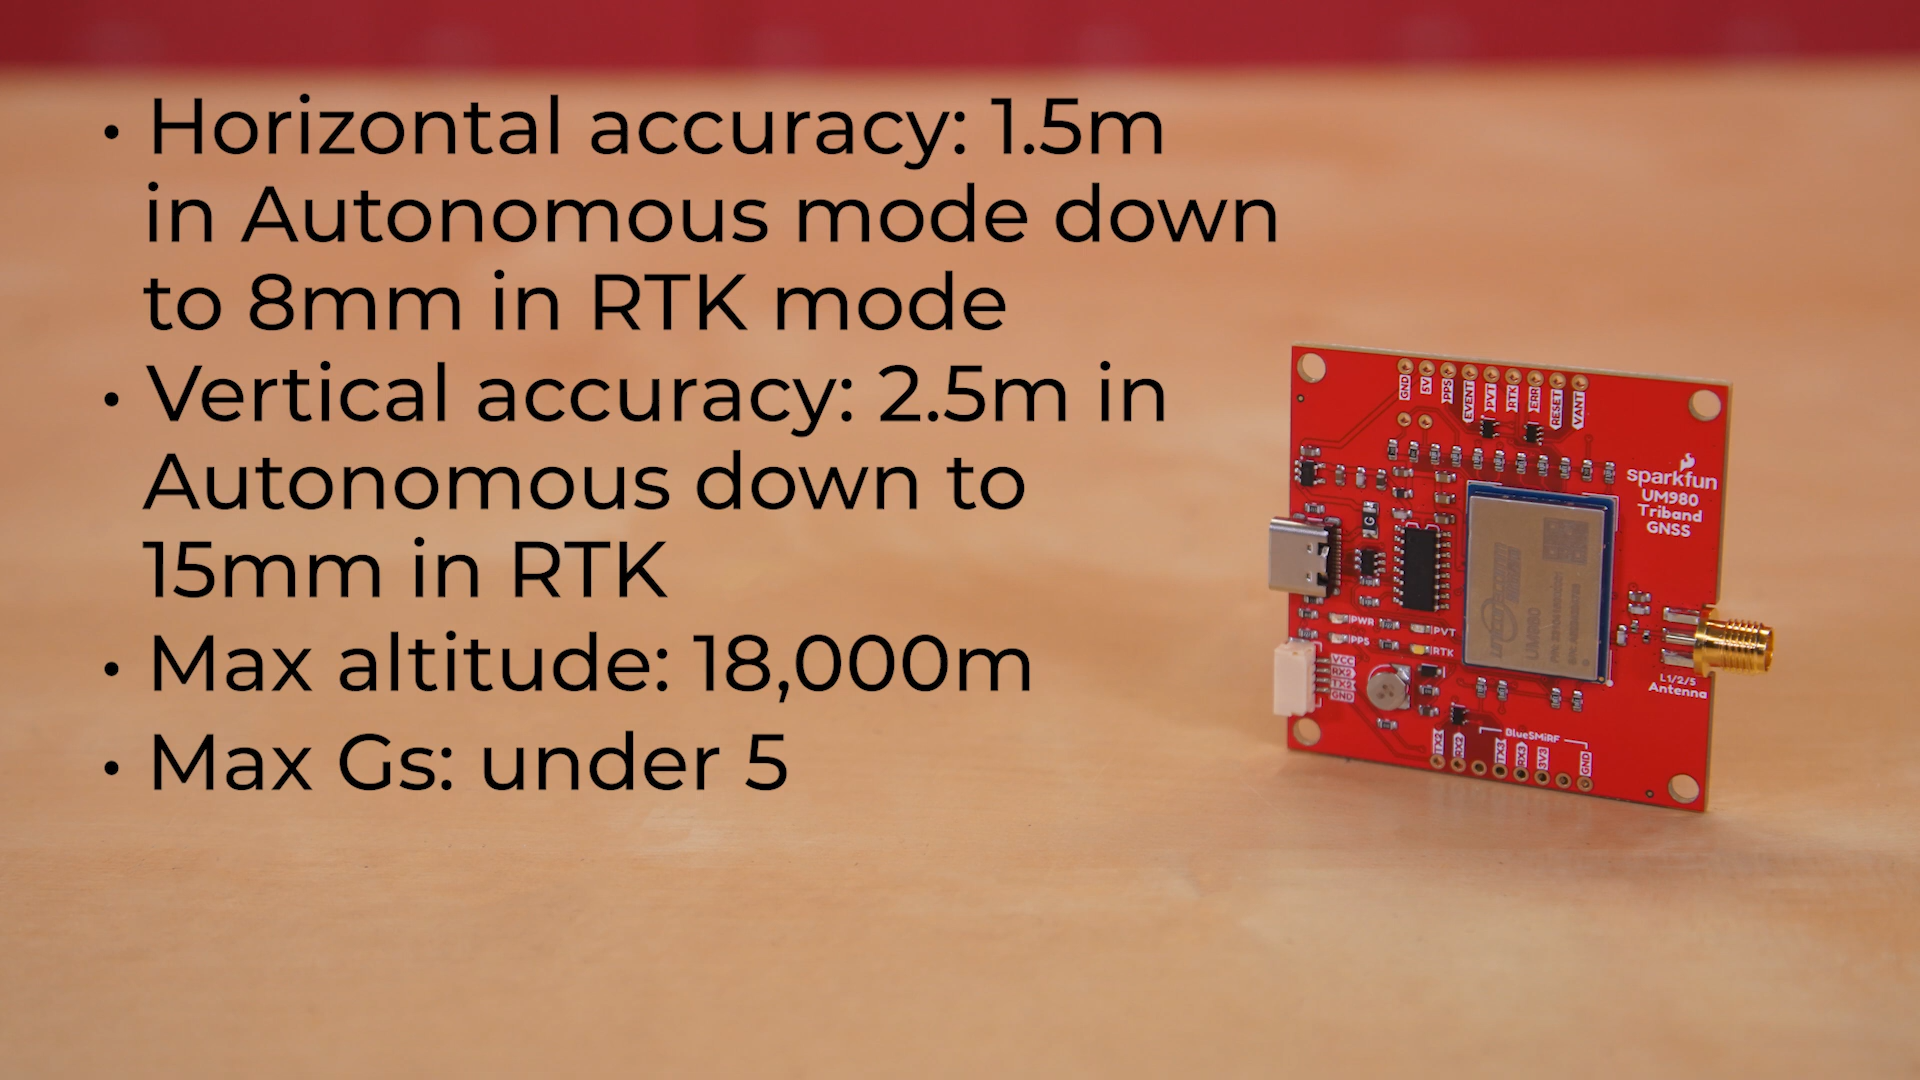 • Horizontal accuracy: 1.5m
in Autonomous mode down
to 8mm in RTK mode
• Vertical accuracy: 2.5m in
Autonomous down to
15mm in RTK
• Max altitude: 18,000m
• Max Gs: under 5
GND
5V
PPS
EVENT
PVT
RTK
ERR
RESET
VANT
sparkfun
UM980
Triband
GNSS
UM980
PWR
PPS
PVT
RTK
VCC
RX2
TX2
GND
L1/2/5
Antenna
BlueSMiRF
TX2
RX2
TX3
RX3
3V3
GND